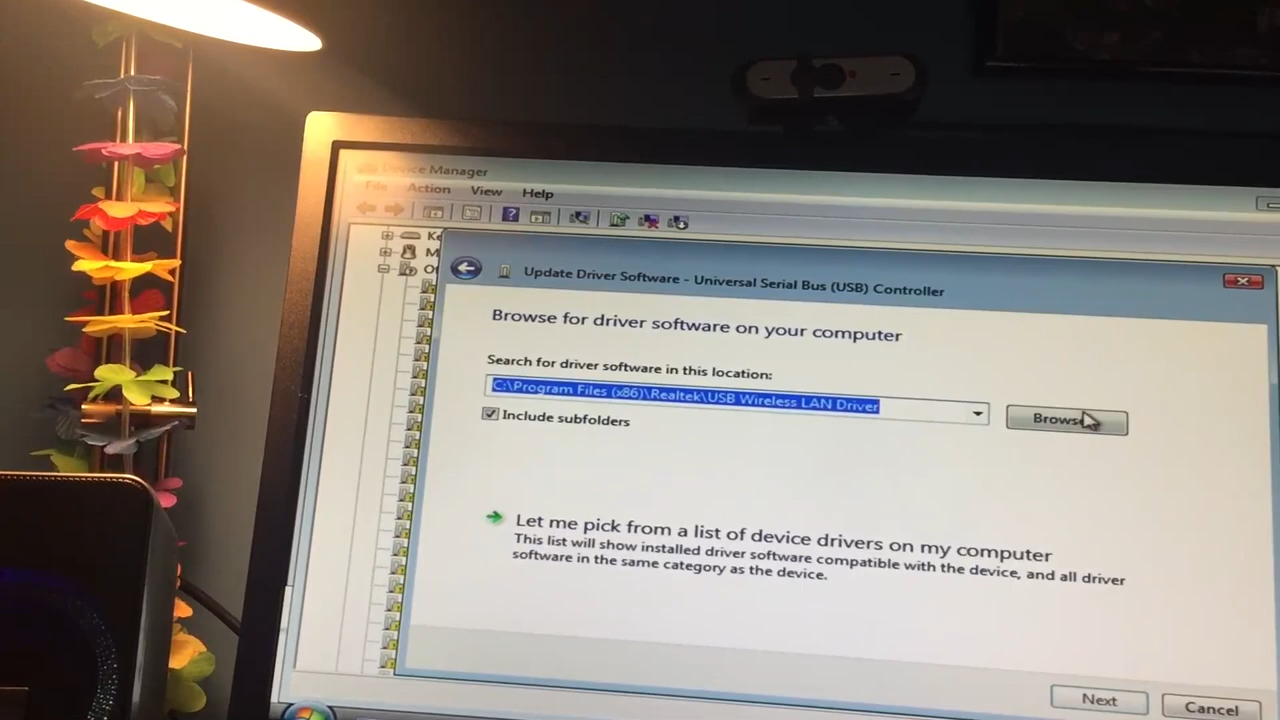 Device Manager
File Action View Help
Ke
M
Ot
Update Driver Software - Universal Serial Bus (USB) Controller
Browse for driver software on your computer
Search for driver software in this location:
C:\Program Files (x86)\Realtek\USB Wireless LAN Driver
Browse
Include subfolders
Let me pick from a list of device drivers on my computer
This list will show installed driver software compatible with the device, and all driver
software in the same category as the device.
Next Cancel